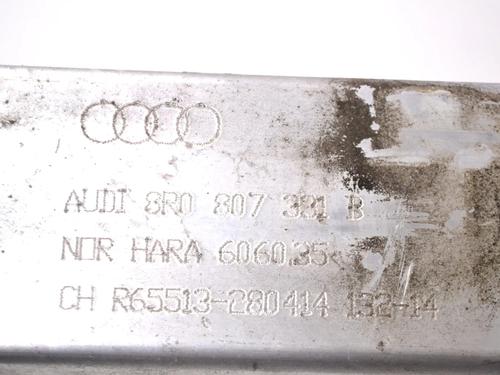 AUDI 8R0 807 331 B
NOR HARA 6060.35
CH R65513-280414 132-14